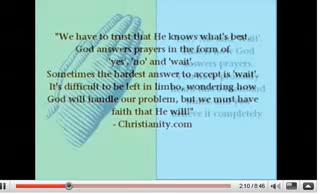 "We have to trust that He knows what's best.
God answers prayers in the form of
'yes', 'no' and 'wait'.
Sometimes the hardest answer to accept is 'wait'.
It's difficult to be left in limbo, wondering how
God will handle our problem, but we must have
faith that He will!"
- Christianity.com
completely
2:10 / 8:46